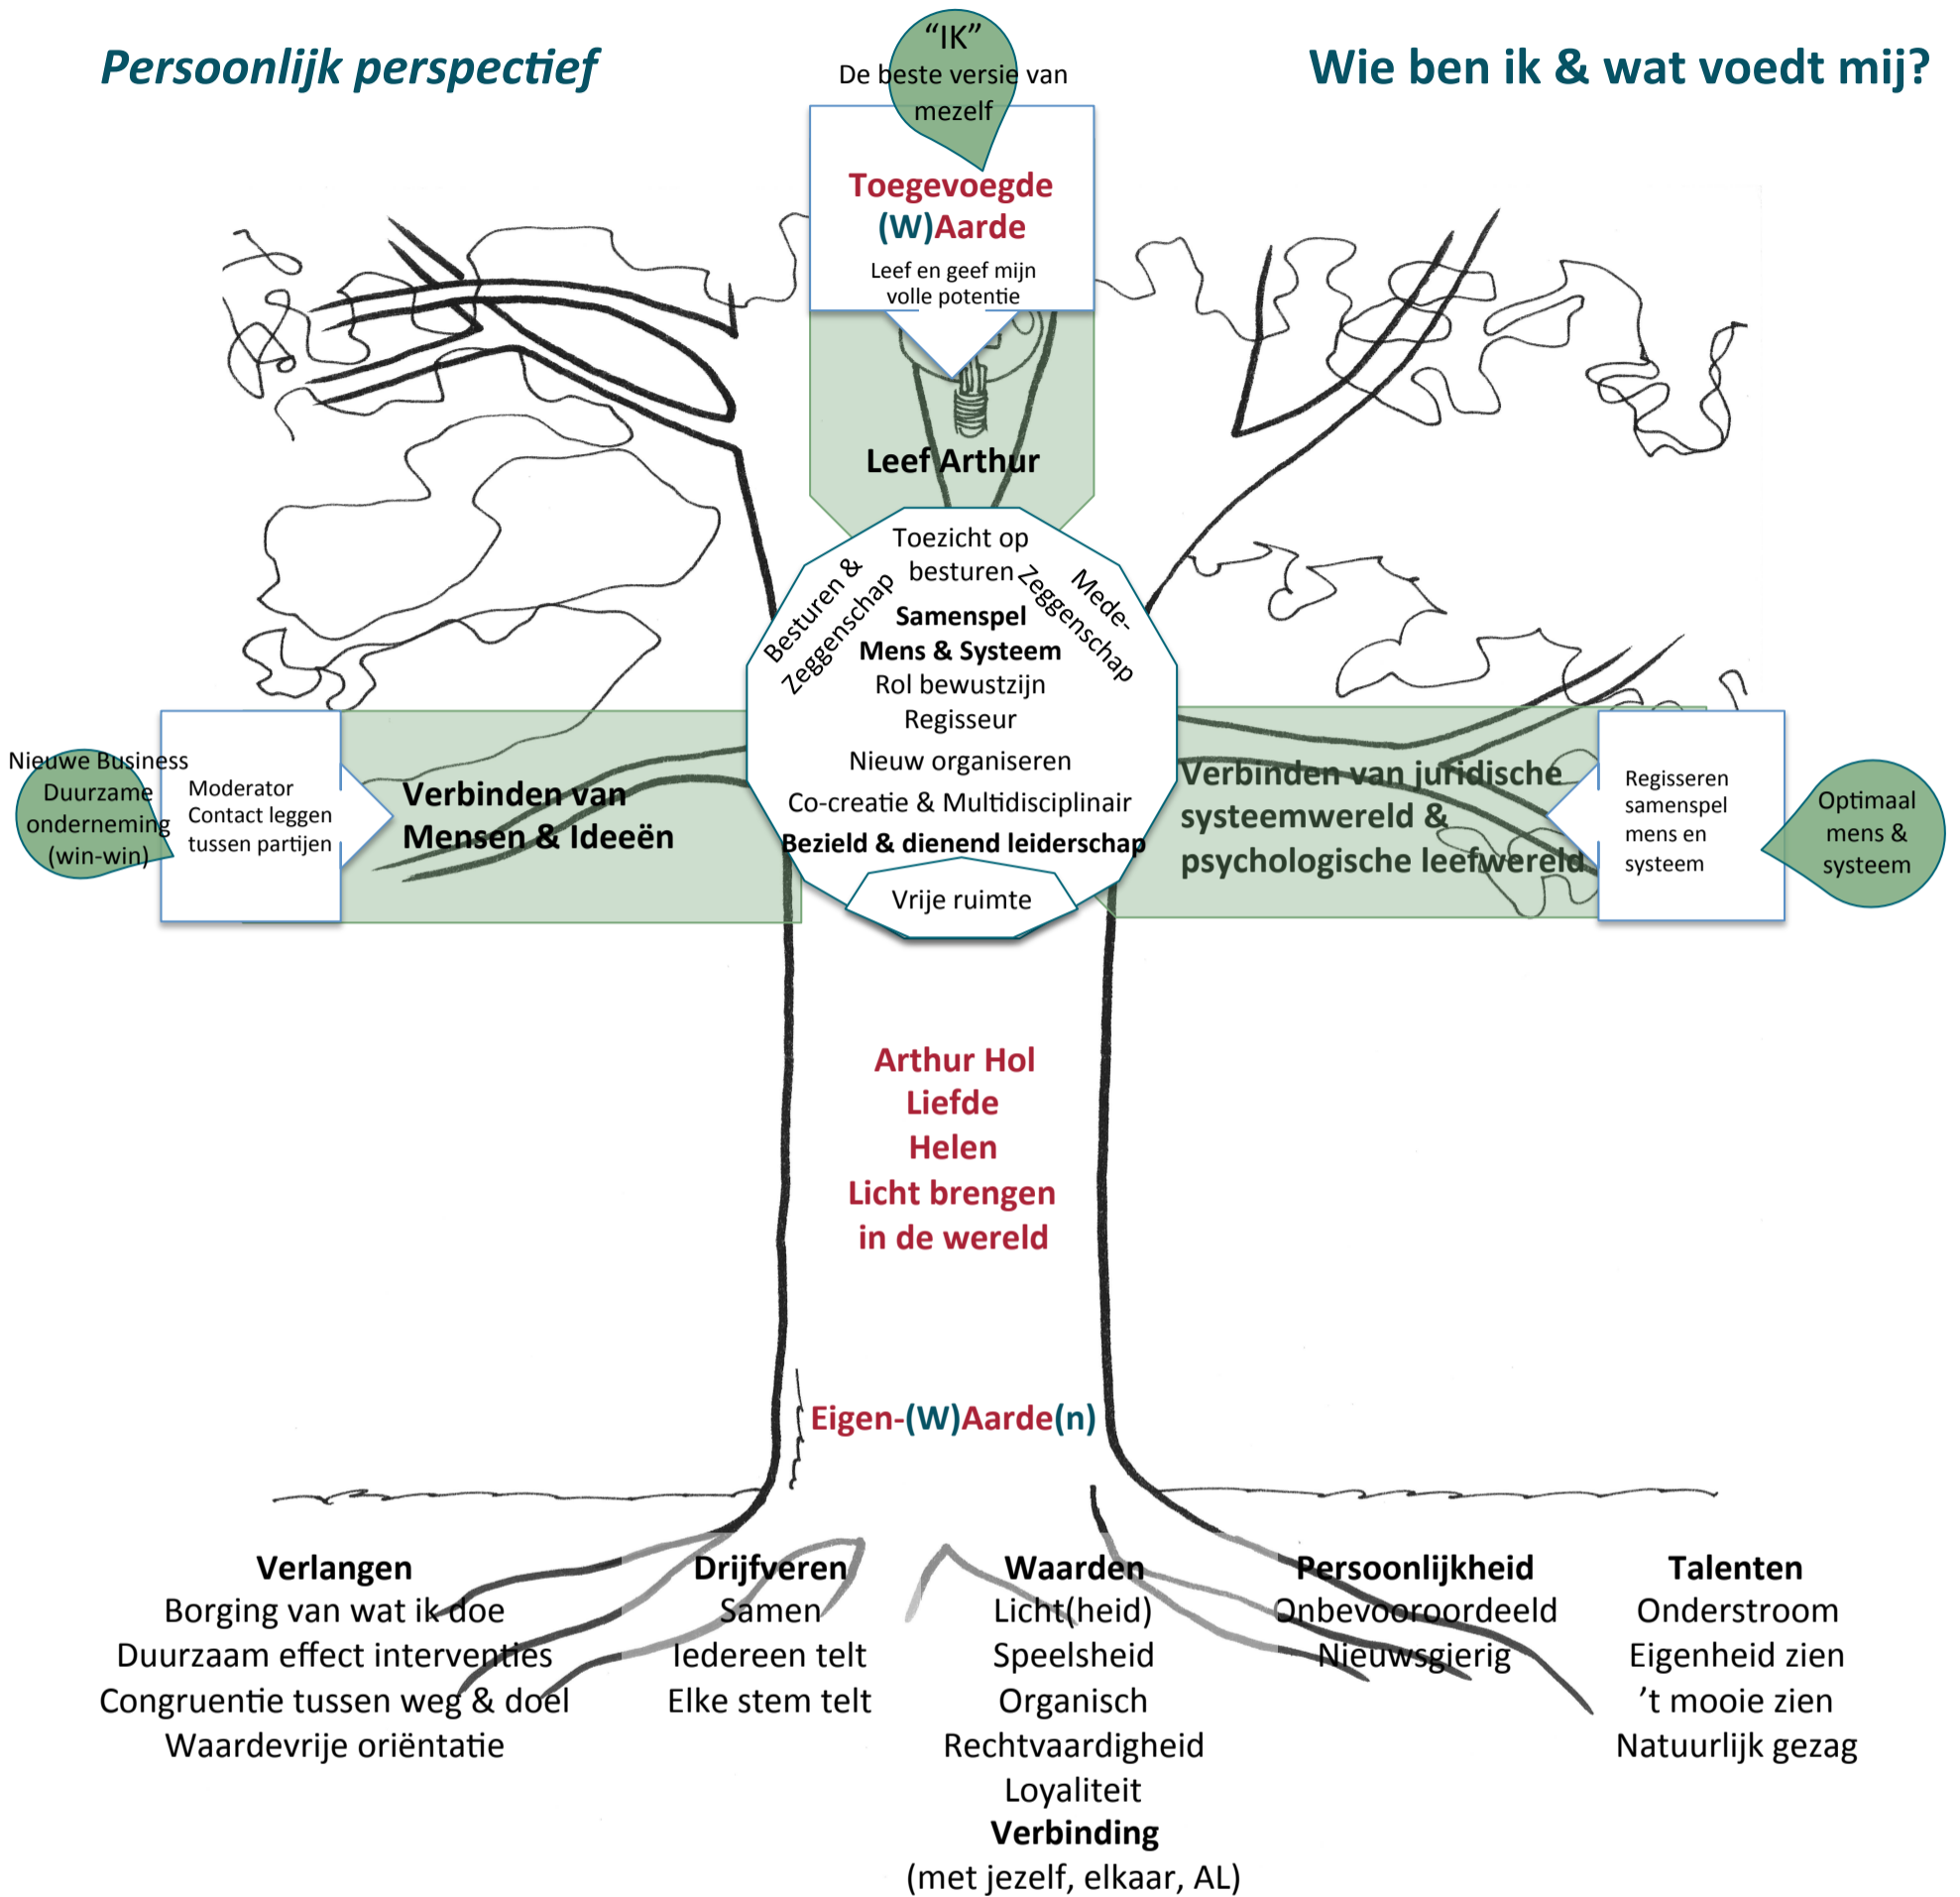 Persoonlijk perspectief
Wie ben ik & wat voedt mij?
“IK”
De beste versie van
mezelf
Toegevoegde
(W)Aarde
Leef en geef mijn
volle potentie
Leef Arthur
Toezicht op
besturen
Besturen &
Zeggenschap
Mede-
Zeggenschap
Samenspel
Mens & Systeem
Rol bewustzijn
Regisseur
Nieuw organiseren
Co-creatie & Multidisciplinair
Bezield & dienend leiderschap
Vrije ruimte
Nieuwe Business
Duurzame
onderneming
(win-win)
Moderator
Contact leggen
tussen partijen
Verbinden van
Mensen & Ideeën
Verbinden van juridische
systeemwereld &
psychologische leefwereld
Regisseren
samenspel
mens en
systeem
Optimaal
mens &
systeem
Arthur Hol
Liefde
Helen
Licht brengen
in de wereld
Eigen-(W)Aarde(n)
Verlangen
Borging van wat ik doe
Duurzaam effect interventies
Congruentie tussen weg & doel
Waardevrije oriëntatie
Drijfveren
Samen
Iedereen telt
Elke stem telt
Waarden
Licht(heid)
Speelsheid
Organisch
Rechtvaardigheid
Loyaliteit
Verbinding
(met jezelf, elkaar, AL)
Persoonlijkheid
Onbevooroordeeld
Nieuwsgierig
Talenten
Onderstroom
Eigenheid zien
’t mooie zien
Natuurlijk gezag